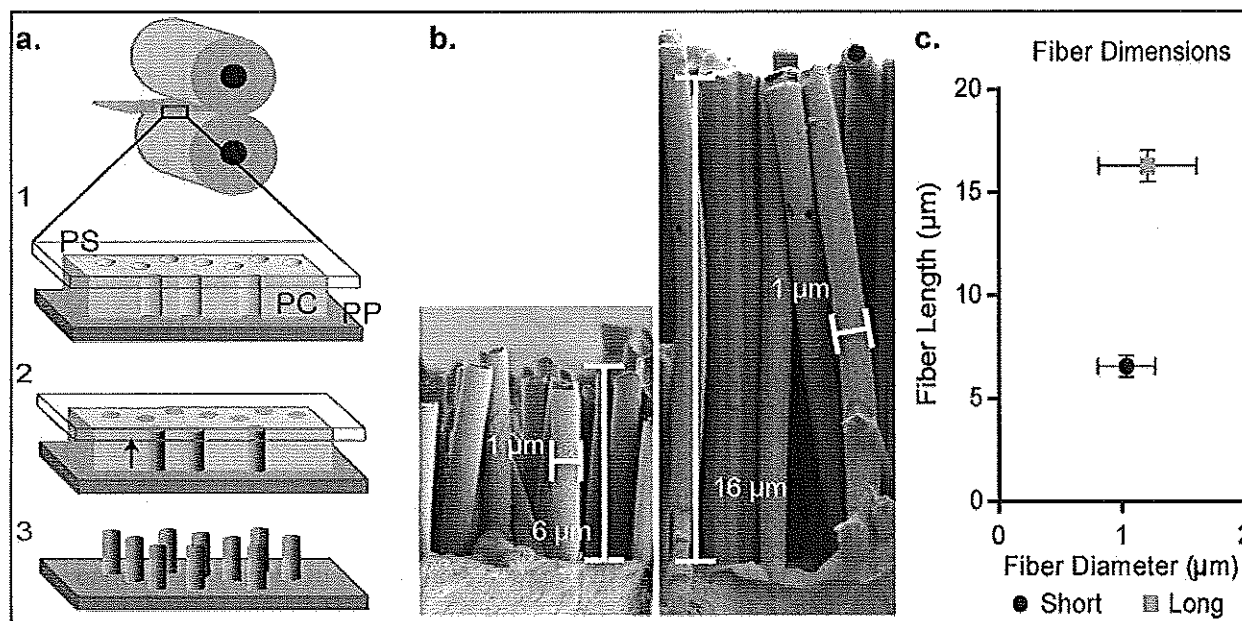 a.
1
PS
PC
PP
2
3
b.
1 µm
6 µm
1 µm
16 µm
c.
Fiber Dimensions
20
15
10
5
0
Fiber Length (µm)
0
1
2
Fiber Diameter (µm)
Short
Long